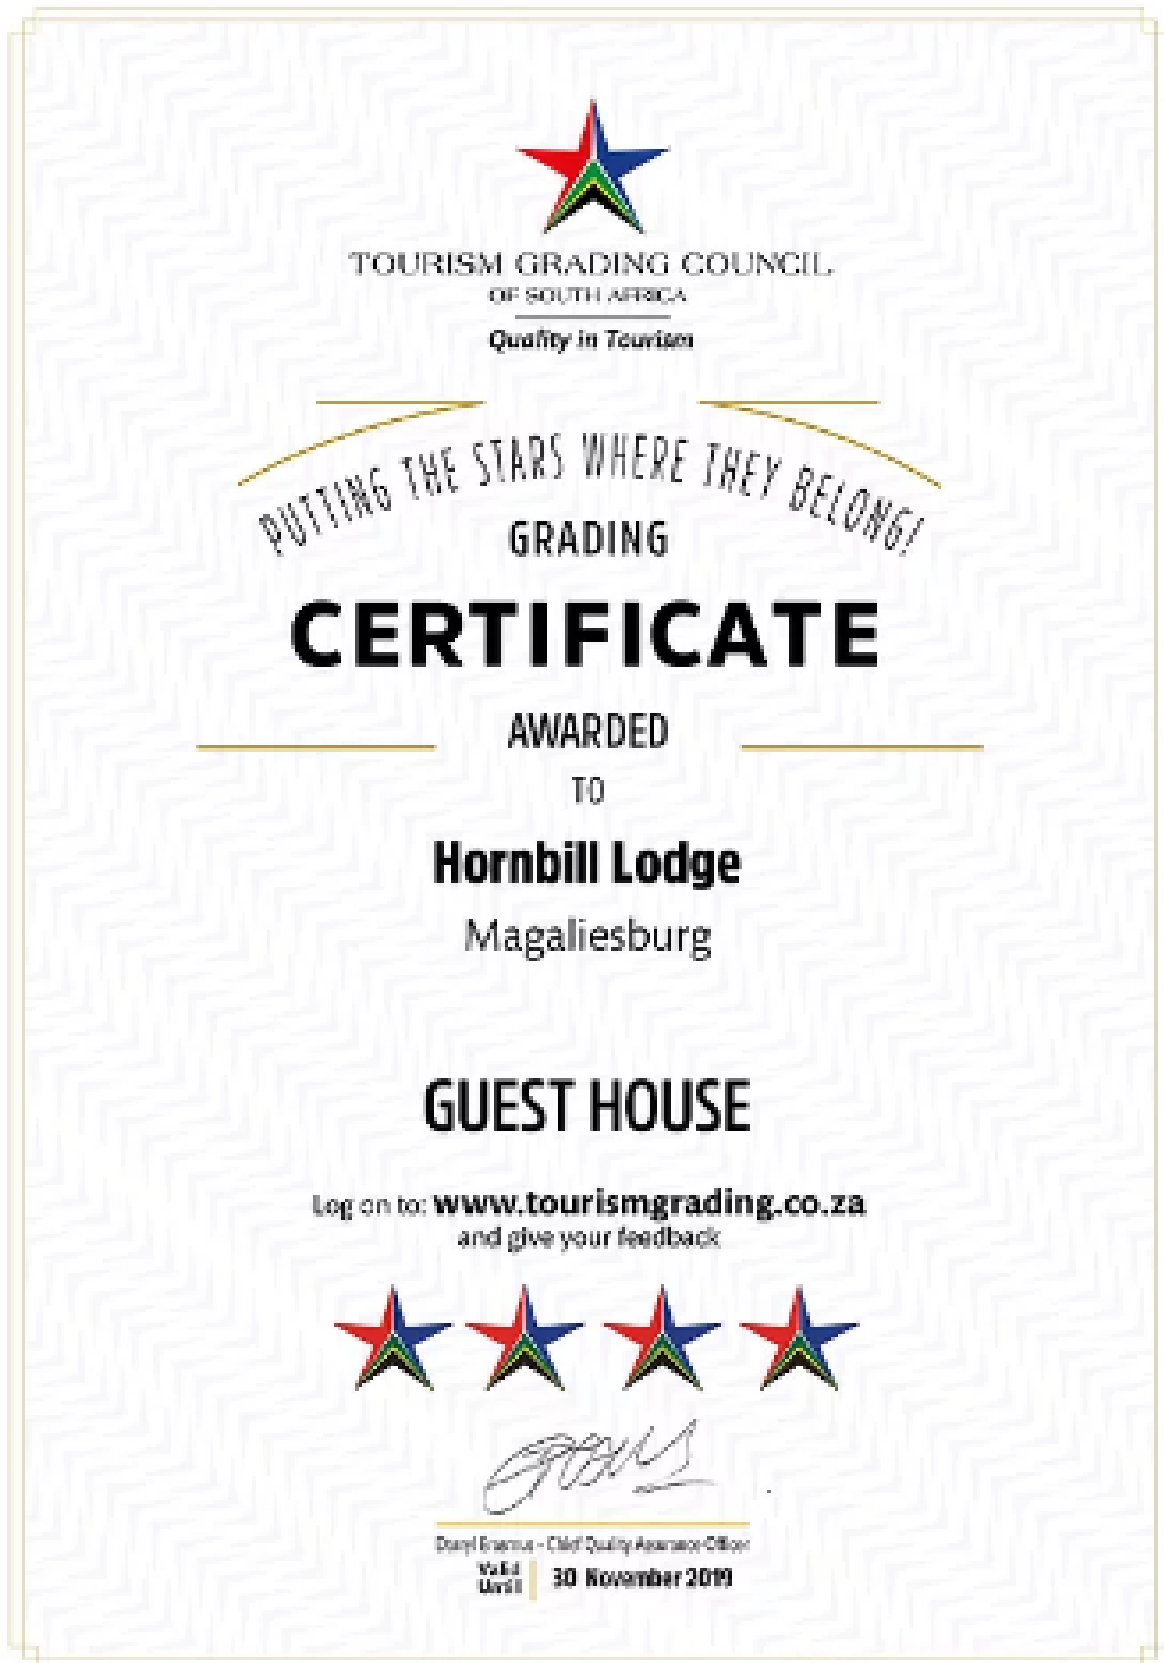 TOURISM GRADING COUNCIL
OF SOUTH AFRICA
Quality in Tourism
PUTTING THE STARS WHERE THEY BELONG!
GRADING
CERTIFICATE
AWARDED
TO
Hornbill Lodge
Magaliesburg
GUEST HOUSE
Log on to: www.tourismgrading.co.za
and give your feedback
Darryl Erasmus - Chief Quality Assurance Officer
Valid
Until
30 November 2019